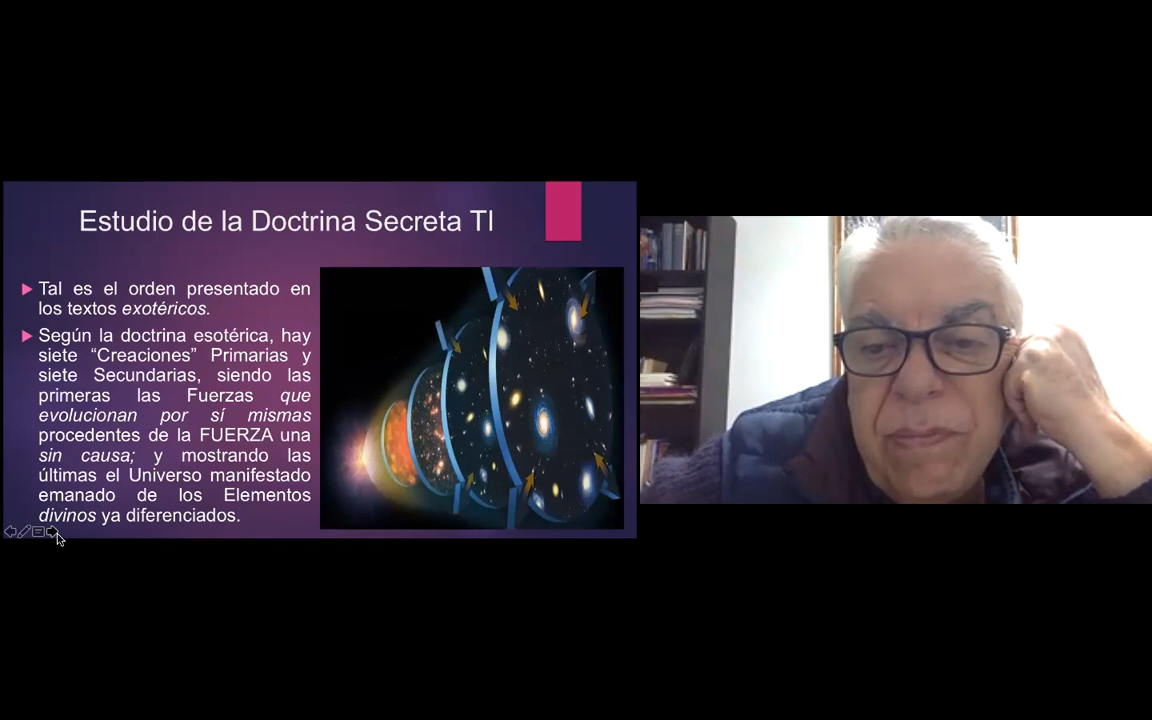 Estudio de la Doctrina Secreta TI
Tal es el orden presentado en
los textos exotéricos.
Según la doctrina esotérica, hay
siete “Creaciones” Primarias y
siete Secundarias, siendo las
primeras las Fuerzas que
evolucionan por sí mismas
procedentes de la FUERZA una
sin causa; y mostrando las
últimas el Universo manifestado
emanado de los Elementos
divinos ya diferenciados.